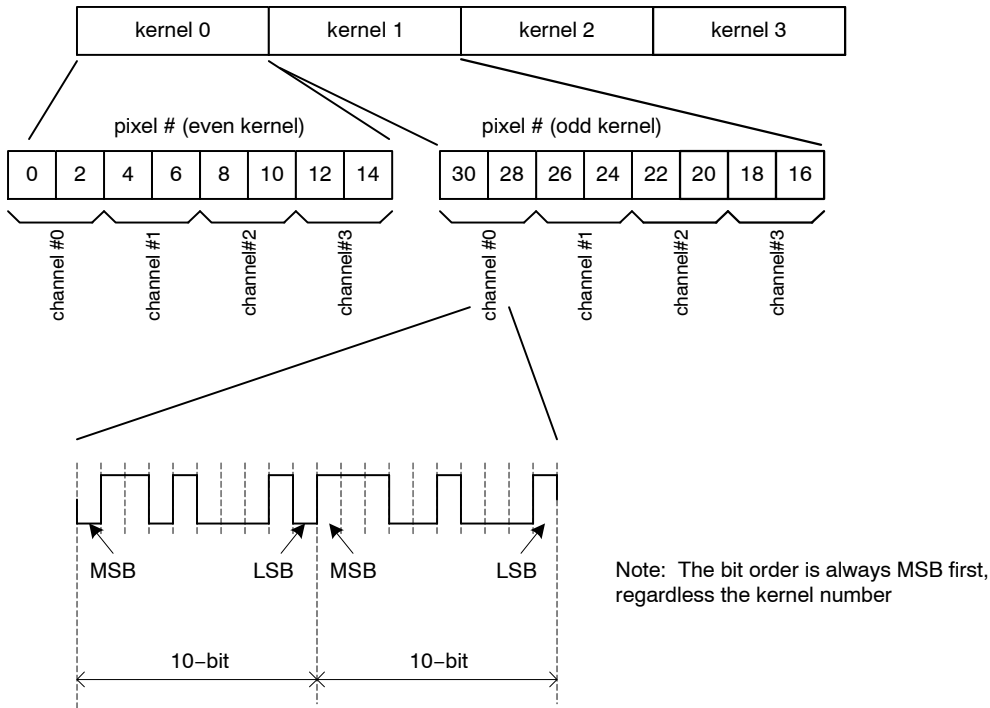 kernel 0 kernel 1 kernel 2 kernel 3
pixel # (even kernel) pixel # (odd kernel)
0 2 4 6 8 10 12 14 30 28 26 24 22 20 18 16
channel #0 channel #1 channel#2 channel#3 channel #0 channel #1 channel#2 channel#3
MSB LSB MSB LSB
Note: The bit order is always MSB first,
regardless the kernel number
10−bit 10−bit